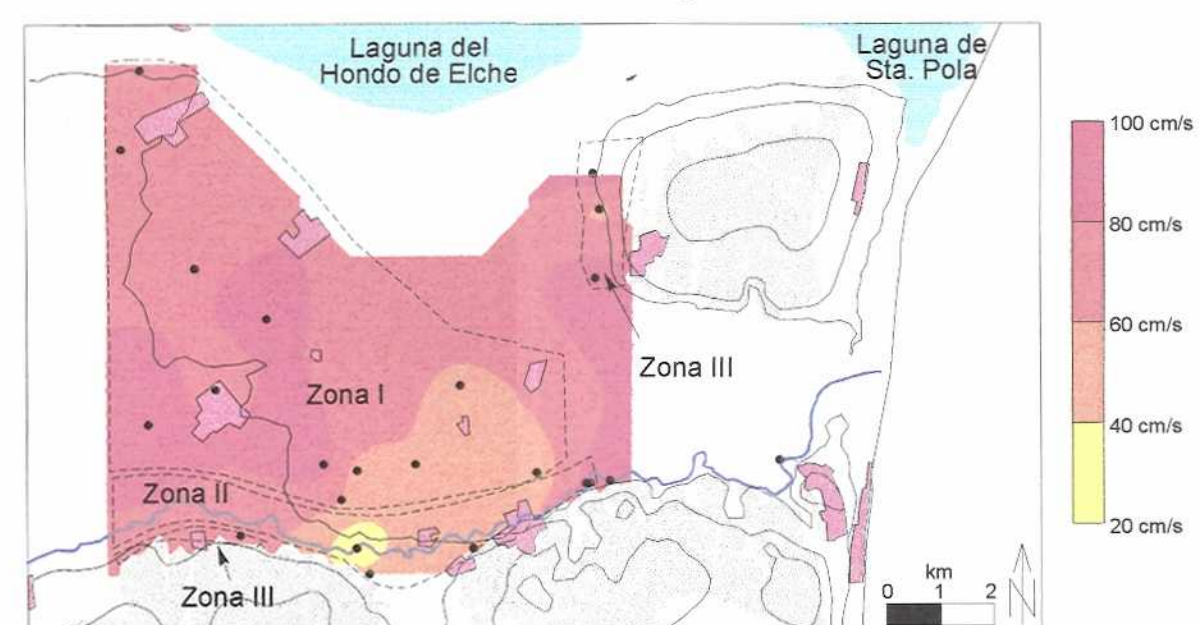 Laguna del
Hondo de Elche
Laguna de
Sta. Pola
100 cm/s
80 cm/s
60 cm/s
40 cm/s
20 cm/s
Zona III
Zona I
Zona II
Zona III
km
0 1 2
N